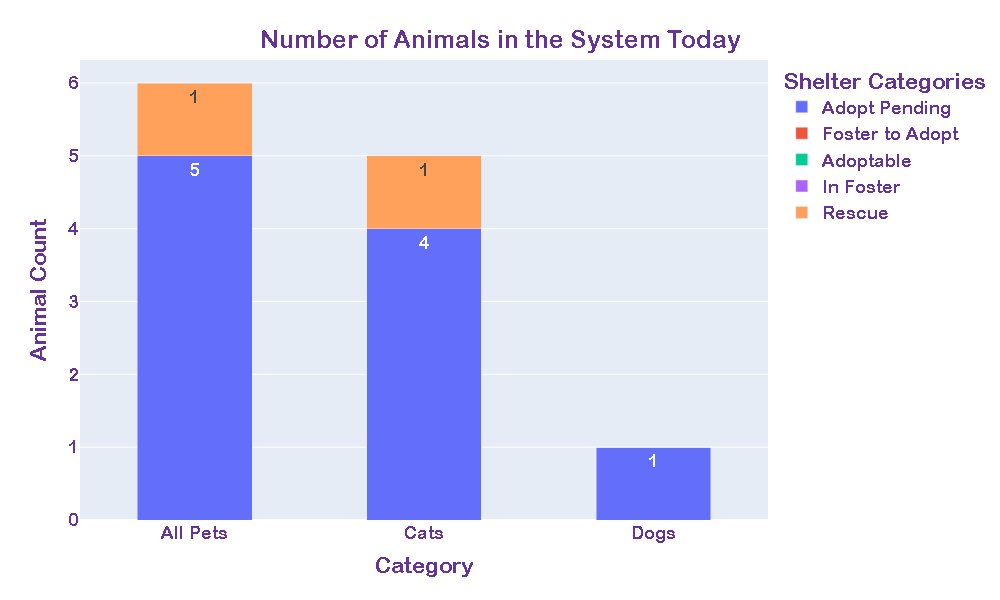 Number of Animals in the System Today
Shelter Categories
Adopt Pending
Foster to Adopt
Adoptable
In Foster
Rescue
Animal Count
6
5
4
3
2
1
0
1
5
1
4
1
All Pets
Cats
Dogs
Category